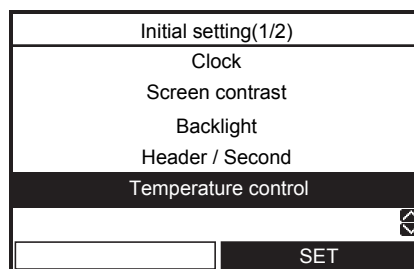 Initial setting(1/2)
Clock
Screen contrast
Backlight
Header / Second
Temperature control
SET